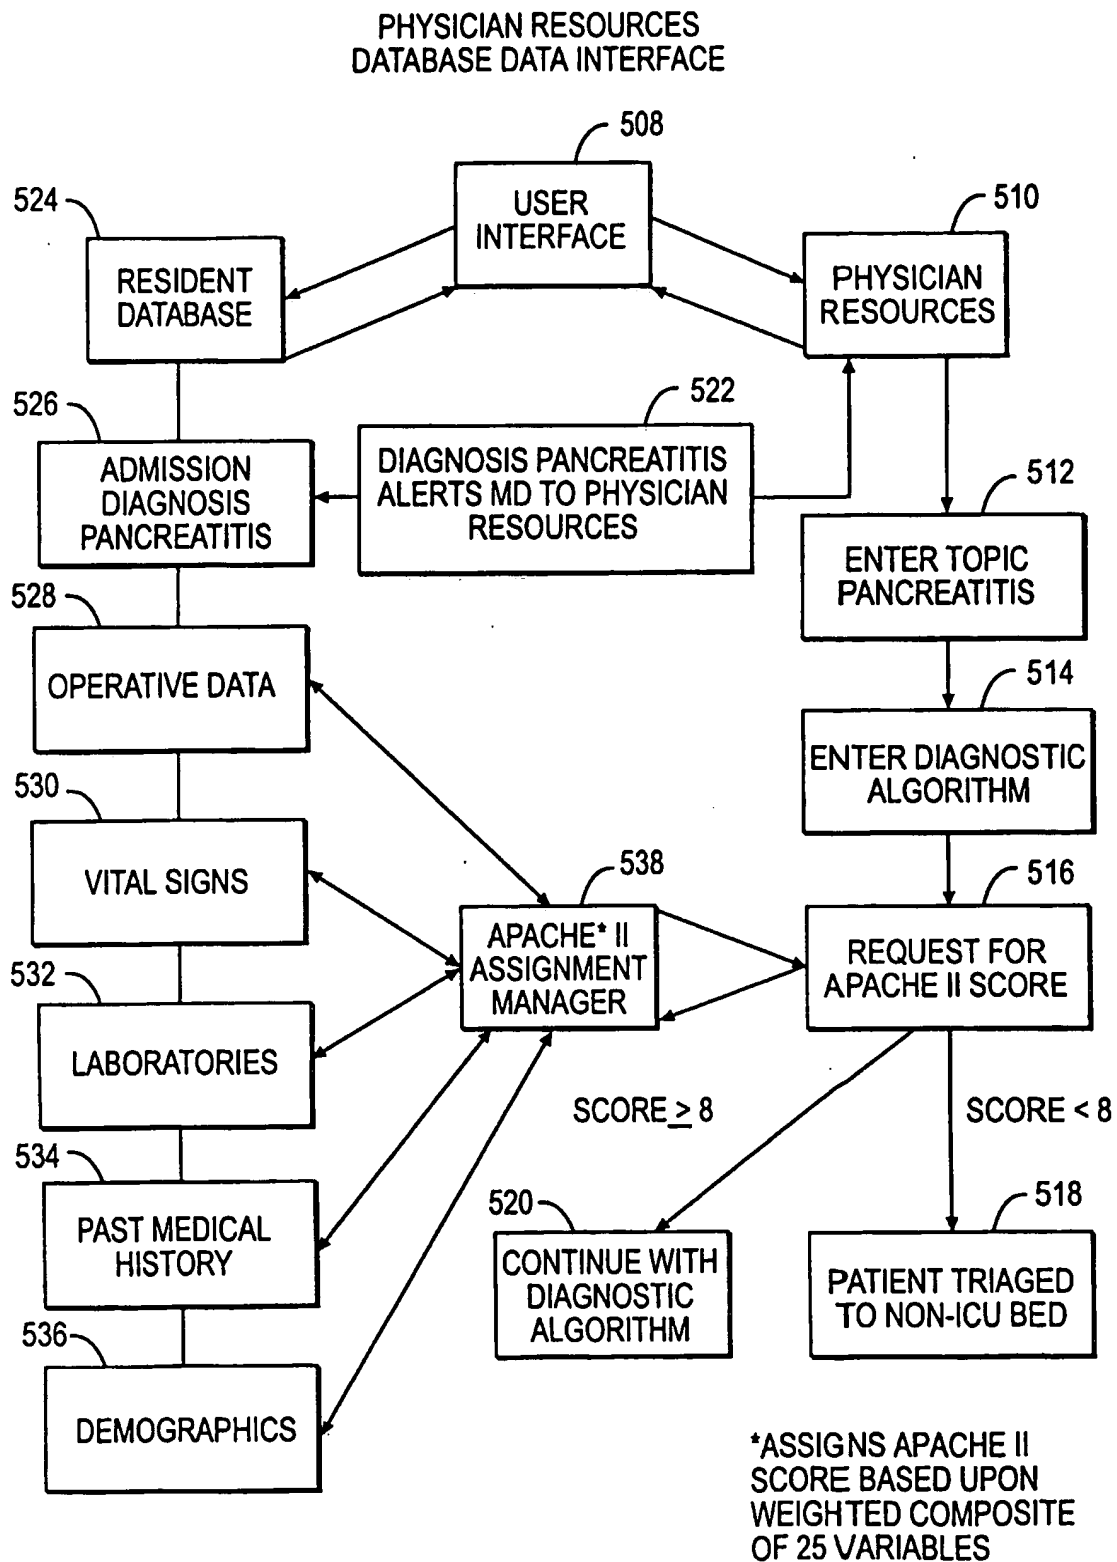 PHYSICIAN RESOURCES
DATABASE DATA INTERFACE
508
USER
INTERFACE
524
RESIDENT
DATABASE
510
PHYSICIAN
RESOURCES
526
ADMISSION
DIAGNOSIS
PANCREATITIS
522
DIAGNOSIS PANCREATITIS
ALERTS MD TO PHYSICIAN
RESOURCES
512
ENTER TOPIC
PANCREATITIS
528
OPERATIVE DATA
514
ENTER DIAGNOSTIC
ALGORITHM
530
VITAL SIGNS
538
APACHE* II
ASSIGNMENT
MANAGER
516
REQUEST FOR
APACHE II SCORE
532
LABORATORIES
SCORE ≥ 8
SCORE < 8
534
PAST MEDICAL
HISTORY
520
CONTINUE WITH
DIAGNOSTIC
ALGORITHM
518
PATIENT TRIAGED
TO NON-ICU BED
536
DEMOGRAPHICS
*ASSIGNS APACHE II
SCORE BASED UPON
WEIGHTED COMPOSITE
OF 25 VARIABLES